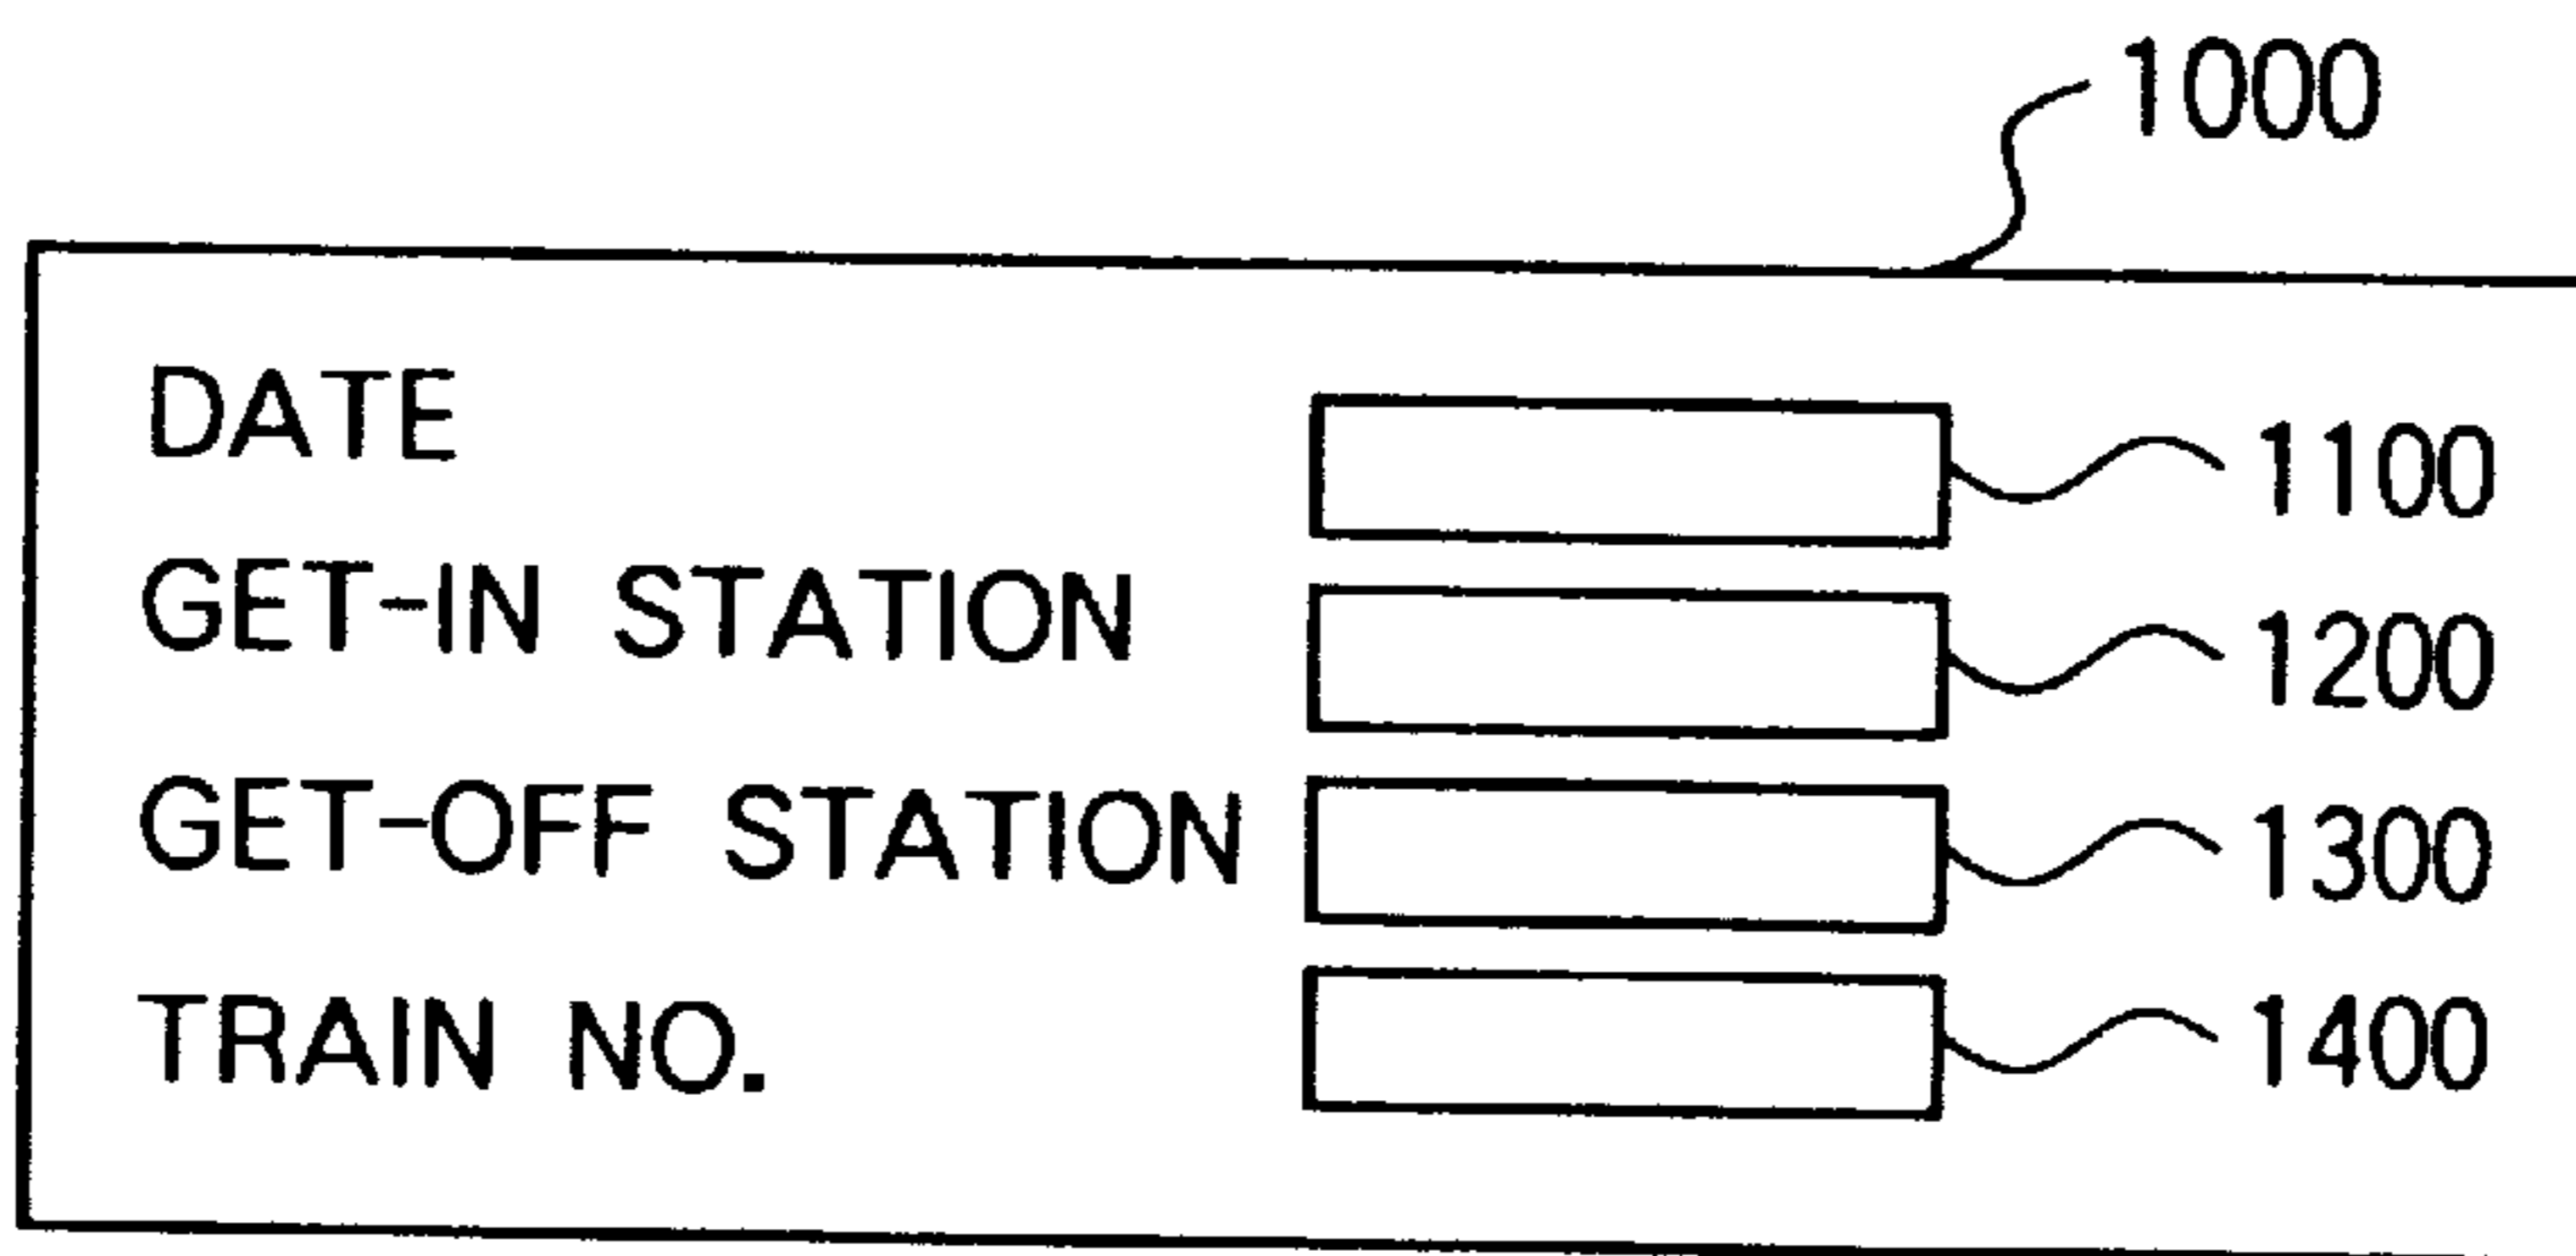 1000
DATE 1100
GET-IN STATION 1200
GET-OFF STATION 1300
TRAIN NO. 1400